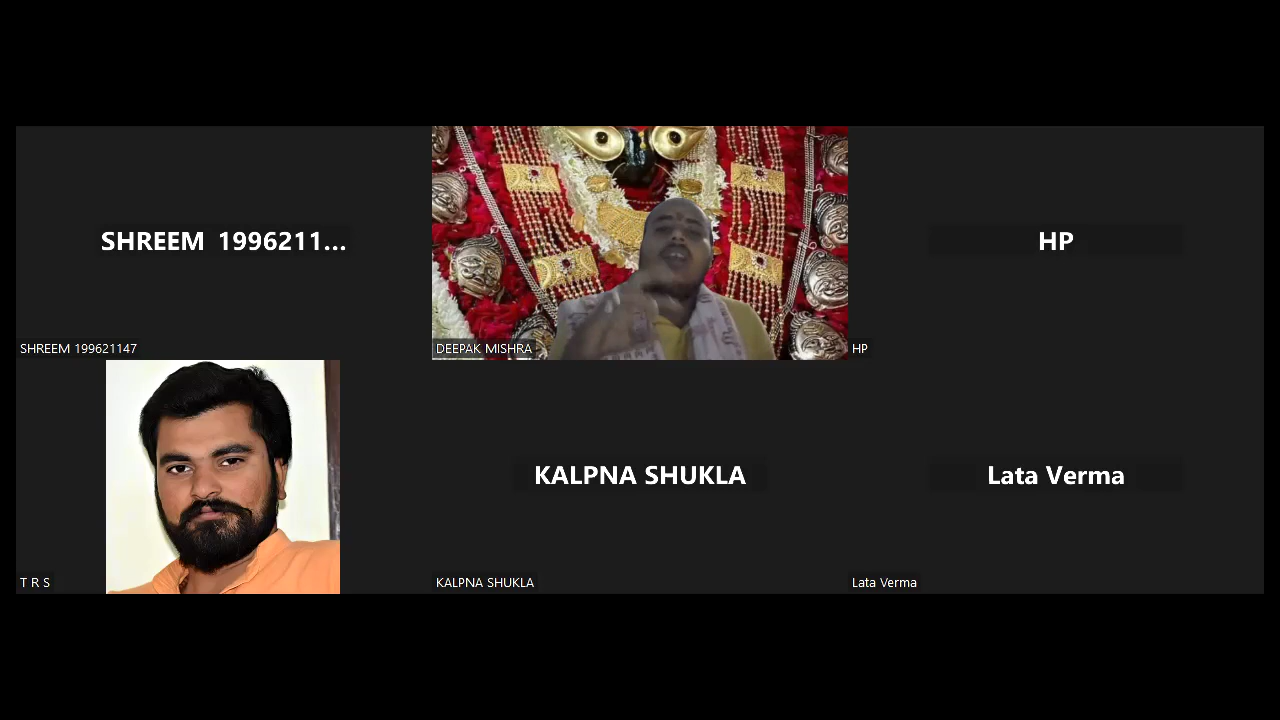 SHREEM 1996211...
HP
SHREEM 199621147
DEEPAK MISHRA
HP
KALPNA SHUKLA
Lata Verma
T R S
KALPNA SHUKLA
Lata Verma